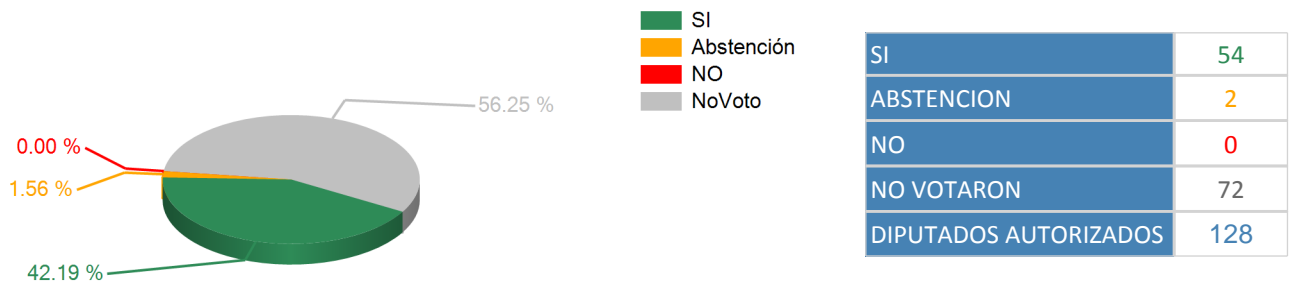 56.25 %
0.00 %
1.56 %
42.19 %
SI
Abstención
NO
NoVoto
SI 54
ABSTENCION 2
NO 0
NO VOTARON 72
DIPUTADOS AUTORIZADOS 128